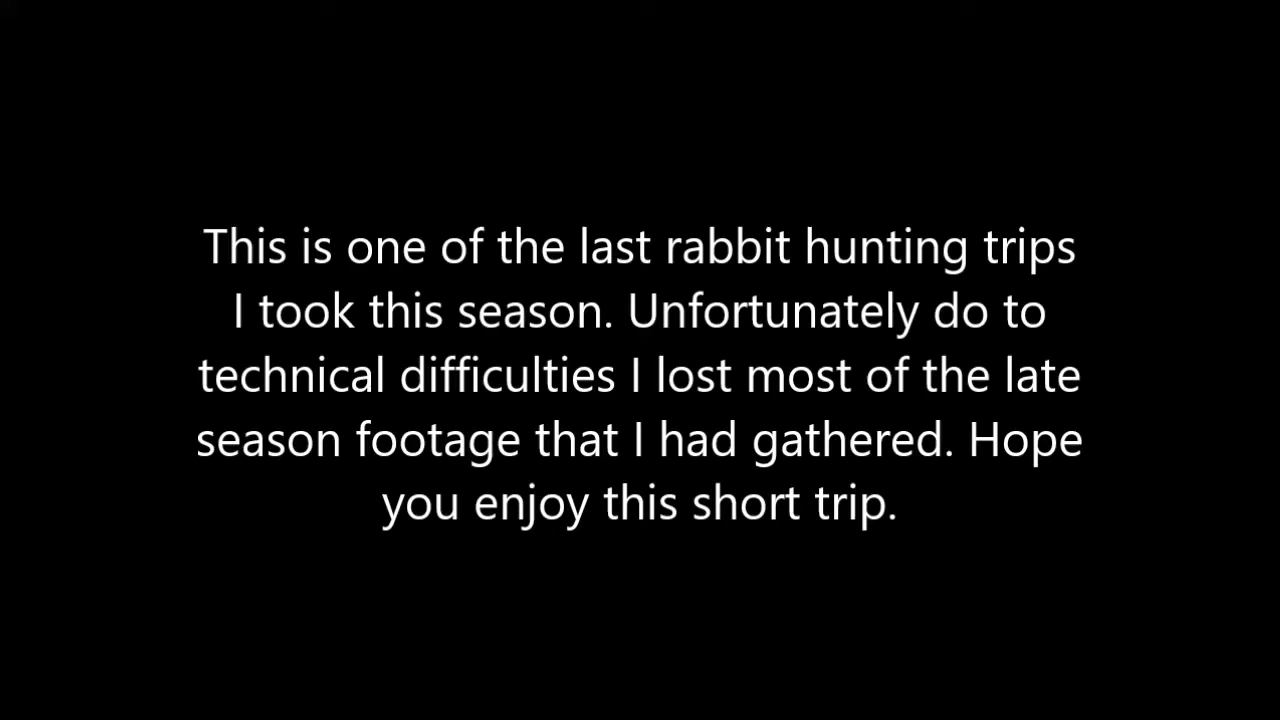 This is one of the last rabbit hunting trips
I took this season. Unfortunately do to
technical difficulties I lost most of the late
season footage that I had gathered. Hope
you enjoy this short trip.